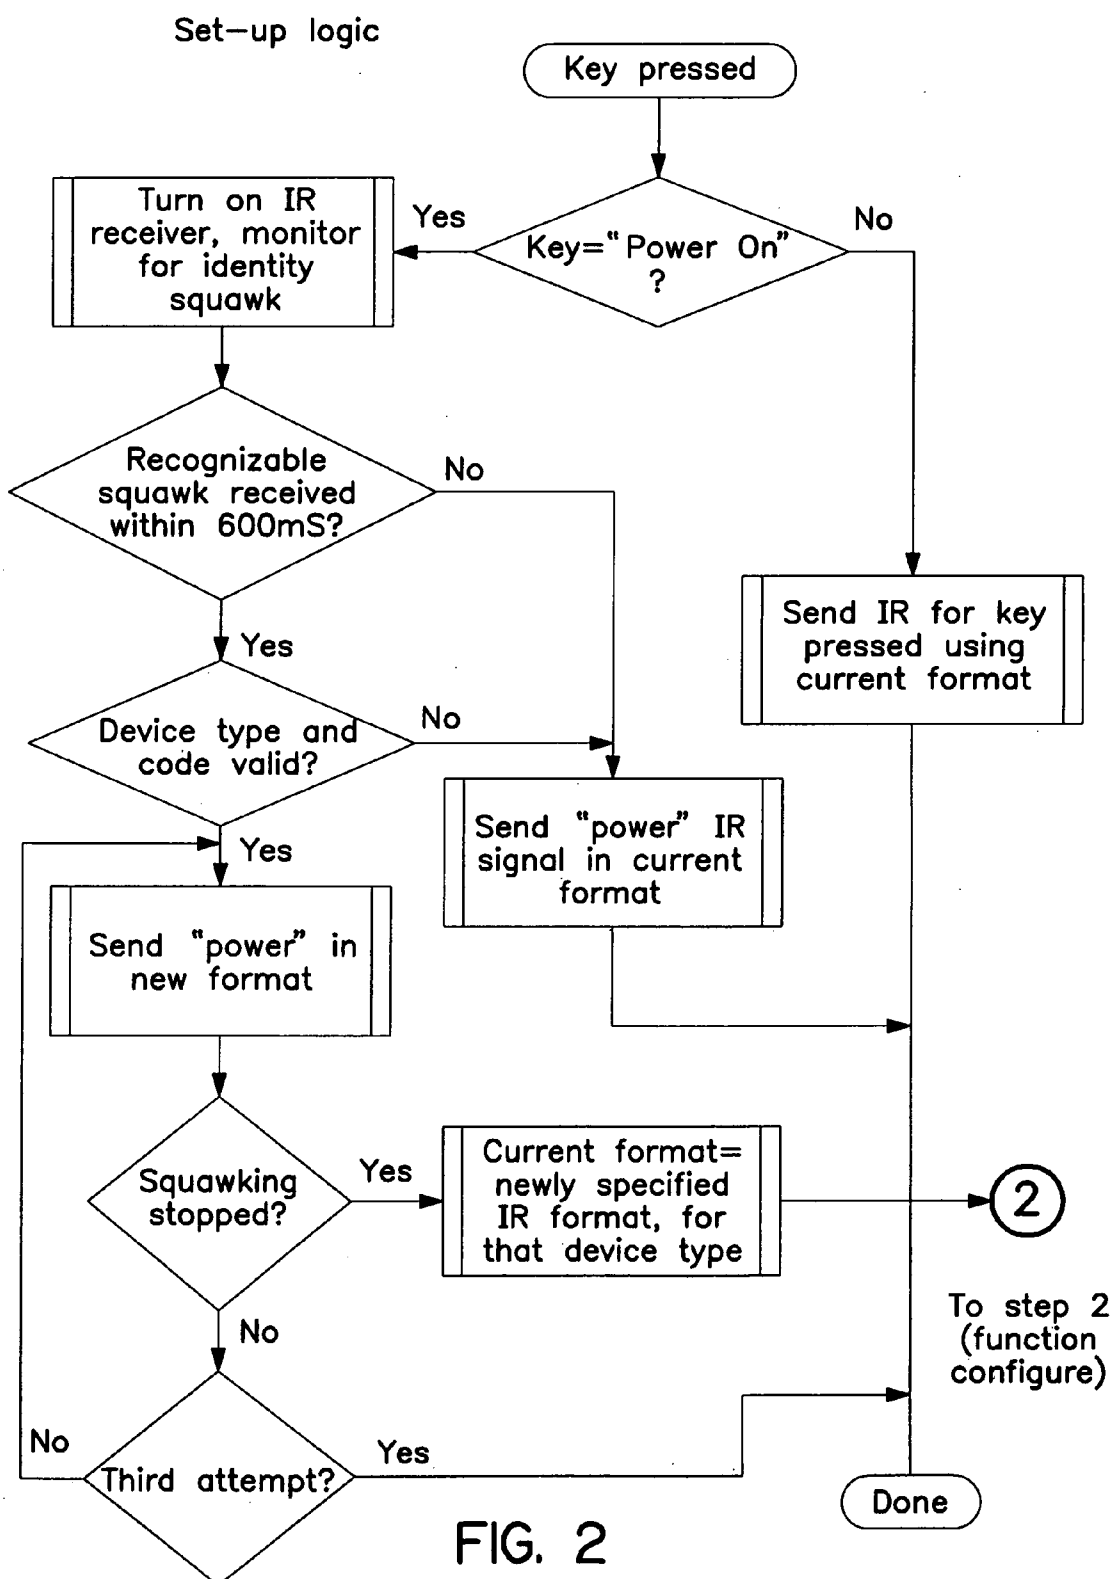 Set-up logic
Key pressed
Key="Power On"
?
Yes
No
Turn on IR
receiver, monitor
for identity
squawk
Recognizable
squawk received
within 600mS?
No
Yes
Send IR for key
pressed using
current format
Device type and
code valid?
No
Yes
Send "power" IR
signal in current
format
Send "power" in
new format
Squawking
stopped?
Yes
No
Current format=
newly specified
IR format, for
that device type
2
To step 2
(function
configure)
Third attempt?
No
Yes
Done
FIG. 2